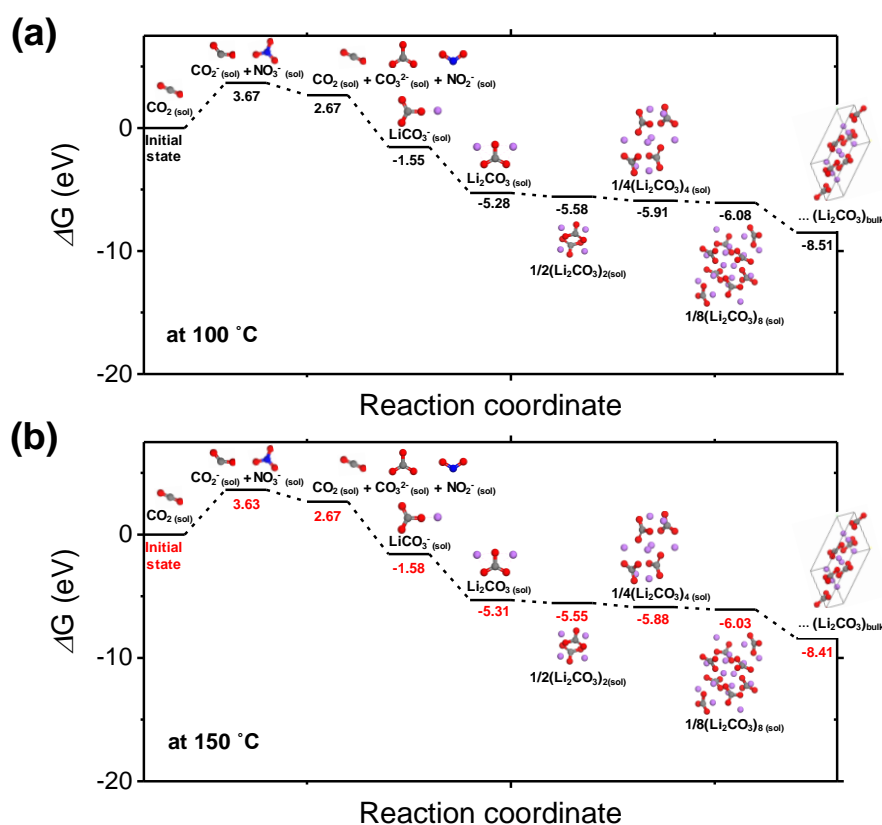 (a)
CO₂⁻(sol) + NO₃⁻(sol)
CO₂ (sol) + CO₃²⁻(sol) + NO₂⁻(sol)
CO₂ (sol)
3.67
2.67
LiCO₃⁻(sol)
1/4(Li₂CO₃)₄ (sol)
0
Initial
state
-1.55
Li₂CO₃ (sol)
-5.28
-5.58
-5.91
-6.08
... (Li₂CO₃)bulk
-8.51
1/2(Li₂CO₃)₂(sol)
1/8(Li₂CO₃)₈ (sol)
-10
-20
ΔG (eV)
at 100 ˚C
Reaction coordinate
(b)
CO₂⁻(sol) + NO₃⁻(sol)
CO₂ (sol) + CO₃²⁻(sol) + NO₂⁻(sol)
CO₂ (sol)
3.63
2.67
LiCO₃⁻(sol)
1/4(Li₂CO₃)₄ (sol)
0
Initial
state
-1.58
Li₂CO₃ (sol)
-5.31
-5.55
-5.88
-6.03
... (Li₂CO₃)bulk
-8.41
1/2(Li₂CO₃)₂(sol)
1/8(Li₂CO₃)₈ (sol)
-10
-20
ΔG (eV)
at 150 ˚C
Reaction coordinate